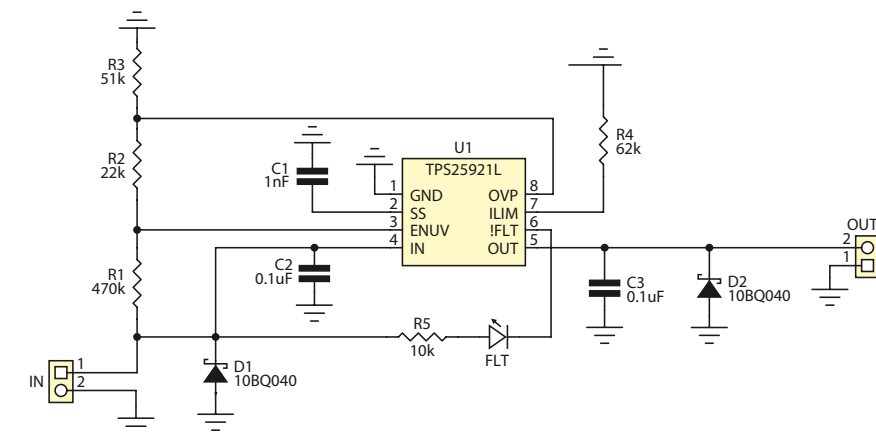 R3
51k
R2
22k
R1
470k
C1
1nF
U1
TPS25921L
1
GND
2
SS
3
ENUV
4
IN
OVP
8
ILIM
7
!FLT
6
OUT
5
R4
62k
C2
0.1uF
C3
0.1uF
D2
10BQ040
OUT
2
1
R5
10k
FLT
D1
10BQ040
IN
1
2